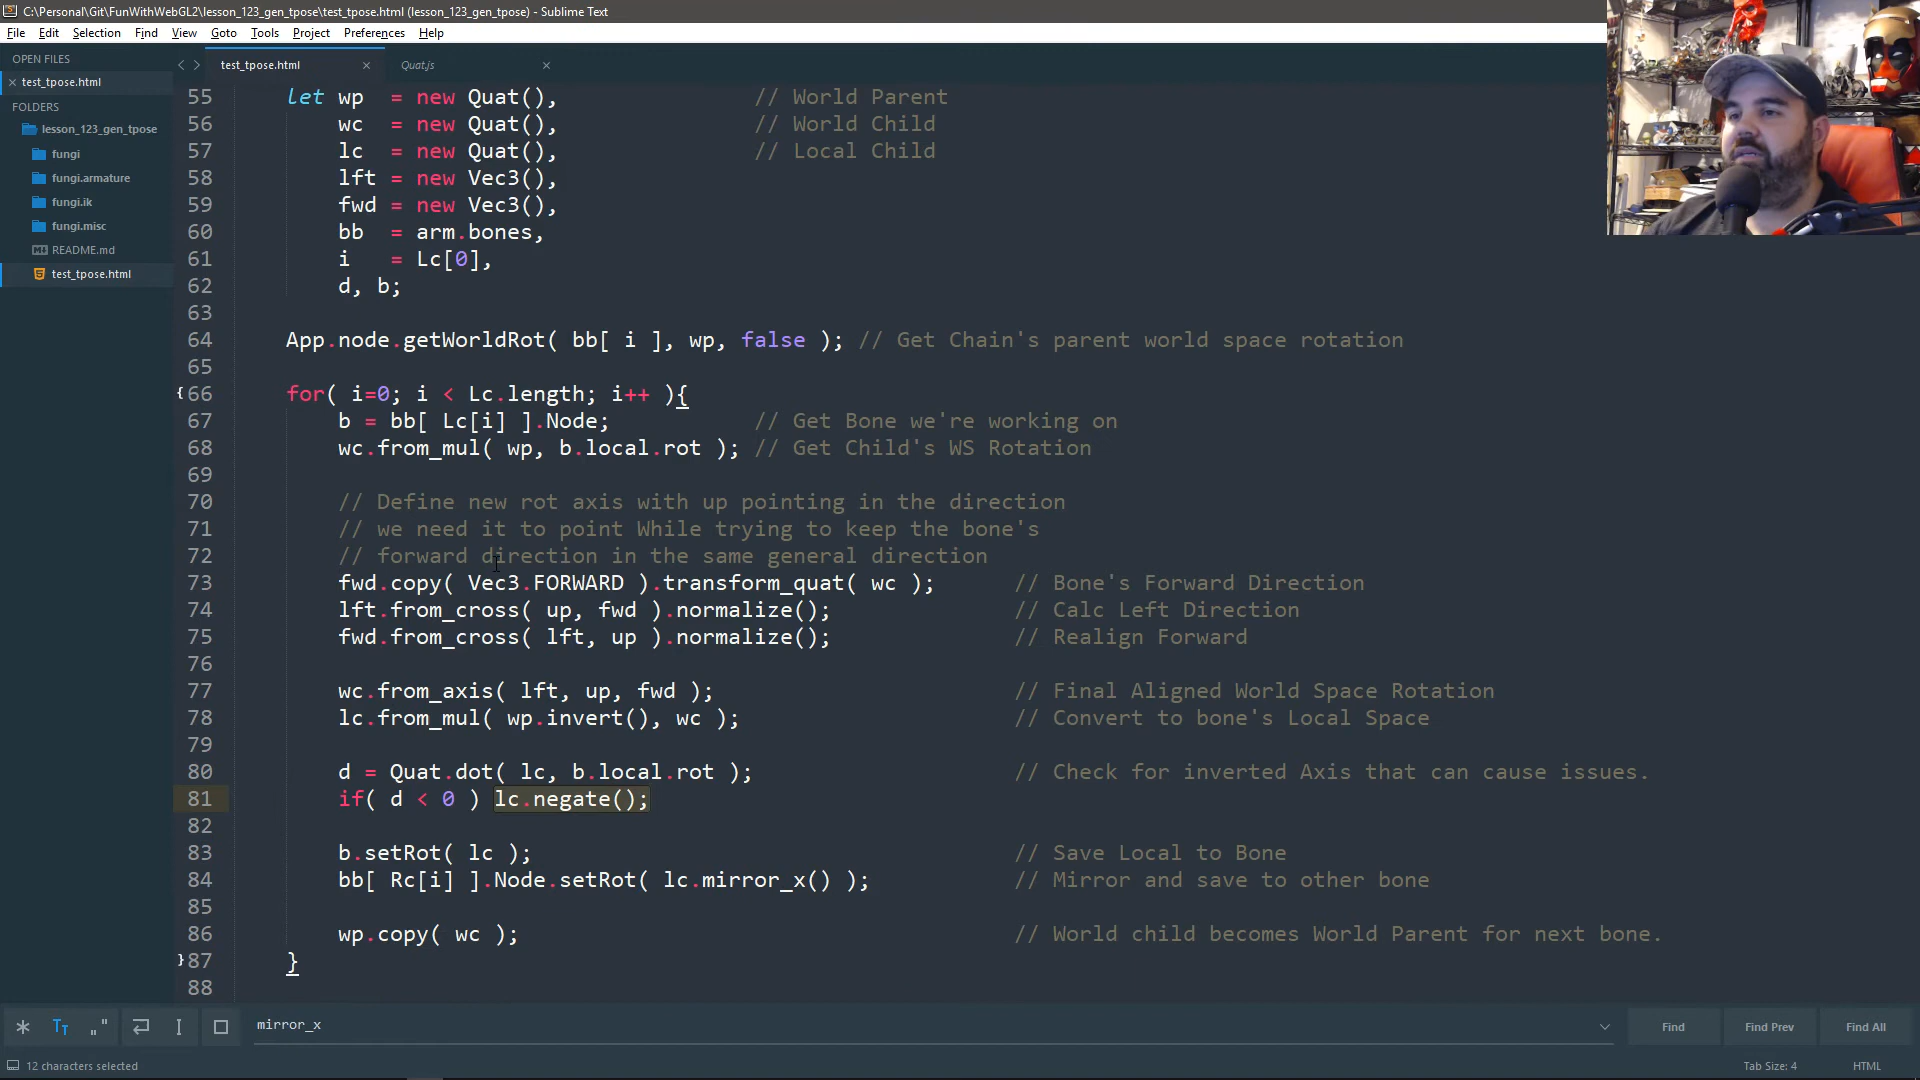 C:\Personal\Git\FunWithWebGL2\lesson_123_gen_tpose\test_tpose.html (lesson_123_gen_tpose) - Sublime Text
File Edit Selection Find View Goto Tools Project Preferences Help
OPEN FILES
test_tpose.html
FOLDERS
lesson_123_gen_tpose
fungi
fungi.armature
fungi.ik
fungi.misc
README.md
test_tpose.html
test_tpose.html Quat.js
55 let wp = new Quat(), // World Parent
56 wc = new Quat(), // World Child
57 lc = new Quat(), // Local Child
58 lft = new Vec3(),
59 fwd = new Vec3(),
60 bb = arm.bones,
61 i = Lc[0],
62 d, b;
63
64 App.node.getWorldRot( bb[ i ], wp, false ); // Get Chain's parent world space rotation
65
66 for( i=0; i < Lc.length; i++ ){
67 b = bb[ Lc[i] ].Node; // Get Bone we're working on
68 wc.from_mul( wp, b.local.rot ); // Get Child's WS Rotation
69
70 // Define new rot axis with up pointing in the direction
71 // we need it to point While trying to keep the bone's
72 // forward direction in the same general direction
73 fwd.copy( Vec3.FORWARD ).transform_quat( wc ); // Bone's Forward Direction
74 lft.from_cross( up, fwd ).normalize(); // Calc Left Direction
75 fwd.from_cross( lft, up ).normalize(); // Realign Forward
76
77 wc.from_axis( lft, up, fwd ); // Final Aligned World Space Rotation
78 lc.from_mul( wp.invert(), wc ); // Convert to bone's Local Space
79
80 d = Quat.dot( lc, b.local.rot ); // Check for inverted Axis that can cause issues.
81 if( d < 0 ) lc.negate();
82
83 b.setRot( lc ); // Save Local to Bone
84 bb[ Rc[i] ].Node.setRot( lc.mirror_x() ); // Mirror and save to other bone
85
86 wp.copy( wc ); // World child becomes World Parent for next bone.
87 }
88
mirror_x
Find Find Prev Find All
12 characters selected
Tab Size: 4 HTML